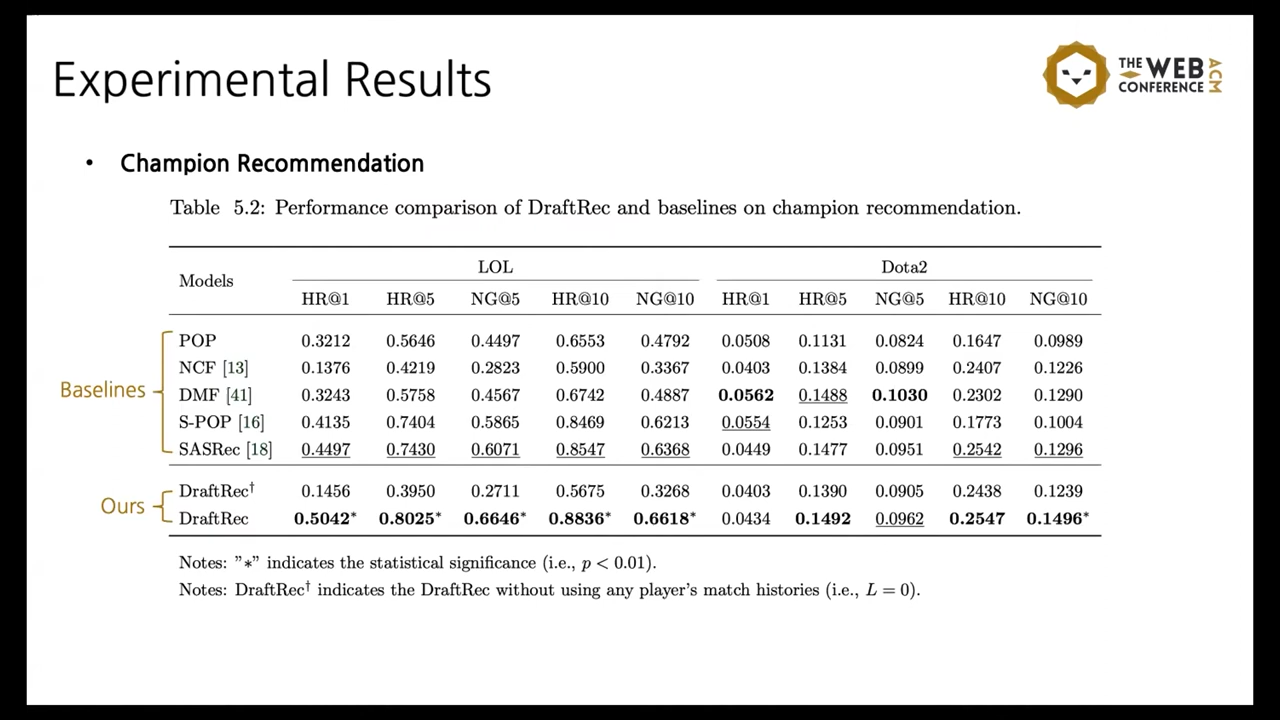 Experimental Results
THE WEB CONFERENCE ACM
• Champion Recommendation
Table 5.2: Performance comparison of DraftRec and baselines on champion recommendation.
Models LOL Dota2
HR@1 HR@5 NG@5 HR@10 NG@10 HR@1 HR@5 NG@5 HR@10 NG@10
POP 0.3212 0.5646 0.4497 0.6553 0.4792 0.0508 0.1131 0.0824 0.1647 0.0989
NCF [13] 0.1376 0.4219 0.2823 0.5900 0.3367 0.0403 0.1384 0.0899 0.2407 0.1226
Baselines DMF [41] 0.3243 0.5758 0.4567 0.6742 0.4887 0.0562 0.1488 0.1030 0.2302 0.1290
S-POP [16] 0.4135 0.7404 0.5865 0.8469 0.6213 0.0554 0.1253 0.0901 0.1773 0.1004
SASRec [18] 0.4497 0.7430 0.6071 0.8547 0.6368 0.0449 0.1477 0.0951 0.2542 0.1296
Ours DraftRec† 0.1456 0.3950 0.2711 0.5675 0.3268 0.0403 0.1390 0.0905 0.2438 0.1239
DraftRec 0.5042* 0.8025* 0.6646* 0.8836* 0.6618* 0.0434 0.1492 0.0962 0.2547 0.1496*
Notes: ”*” indicates the statistical significance (i.e., p < 0.01).
Notes: DraftRec† indicates the DraftRec without using any player's match histories (i.e., L = 0).